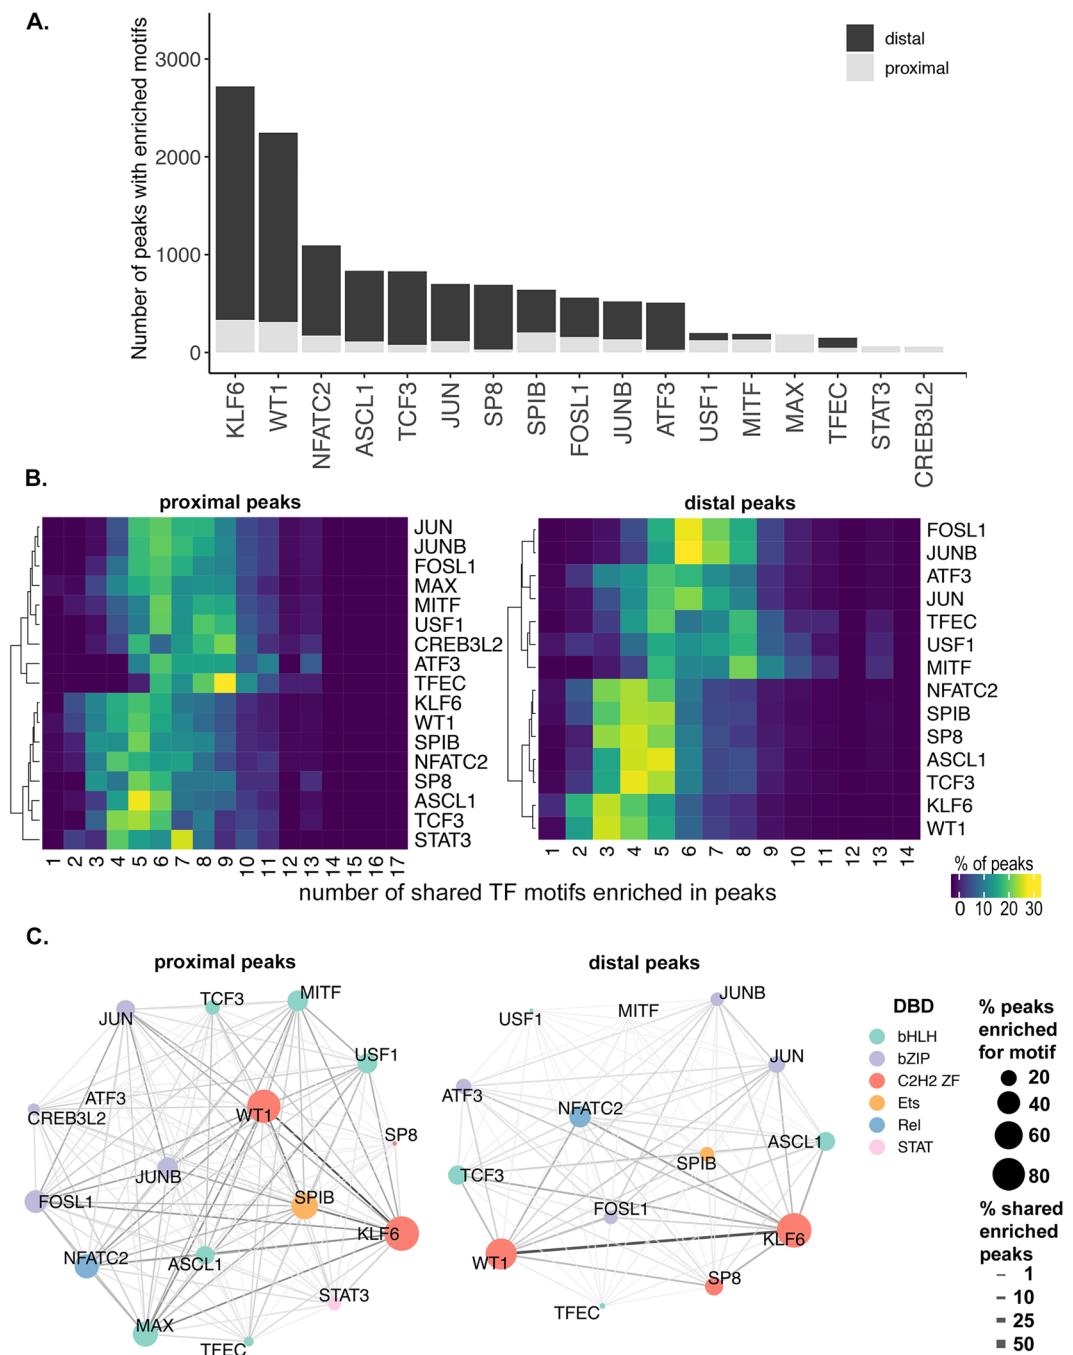 A.
Number of peaks with enriched motifs
3000
2000
1000
0
distal
proximal
KLF6
WT1
NFATC2
ASCL1
TCF3
JUN
SP8
SPIB
FOSL1
JUNB
ATF3
USF1
MITF
MAX
TFEC
STAT3
CREB3L2
B.
proximal peaks
JUN
JUNB
FOSL1
MAX
MITF
USF1
CREB3L2
ATF3
TFEC
KLF6
WT1
SPIB
NFATC2
SP8
ASCL1
TCF3
STAT3
1 2 3 4 5 6 7 8 9 10 11 12 13 14 15 16 17
distal peaks
FOSL1
JUNB
ATF3
JUN
TFEC
USF1
MITF
NFATC2
SPIB
SP8
ASCL1
TCF3
KLF6
WT1
1 2 3 4 5 6 7 8 9 10 11 12 13 14
number of shared TF motifs enriched in peaks
% of peaks
0 10 20 30
C.
proximal peaks
TCF3
MITF
JUN
USF1
ATF3
CREB3L2
WT1
SP8
JUNB
FOSL1
SPIB
KLF6
NFATC2
ASCL1
STAT3
MAX
TFEC
distal peaks
JUNB
USF1
MITF
JUN
ATF3
NFATC2
ASCL1
SPIB
TCF3
FOSL1
KLF6
WT1
SP8
TFEC
DBD
bHLH
bZIP
C2H2 ZF
Ets
Rel
STAT
% peaks
enriched
for motif
20
40
60
80
% shared
enriched
peaks
1
10
25
50